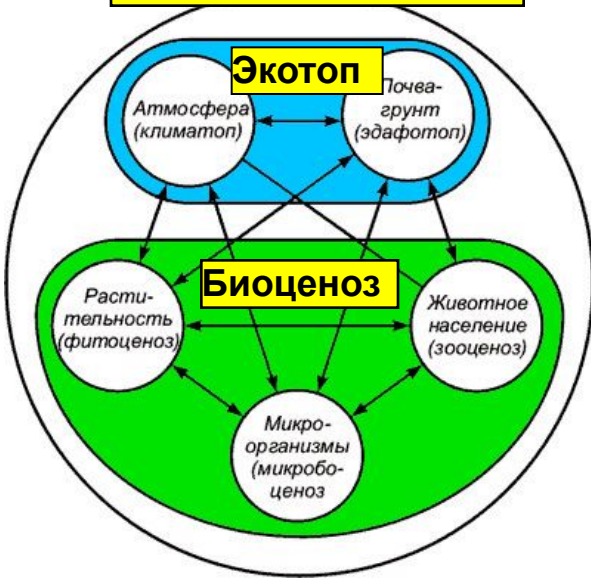 Экотоп
Атмосфера
(климатоп)
Почва-
грунт
(эдафотоп)
Биоценоз
Расти-
тельность
(фитоценоз)
Животное
население
(зооценоз)
Микро-
организмы
(микробо-
ценоз